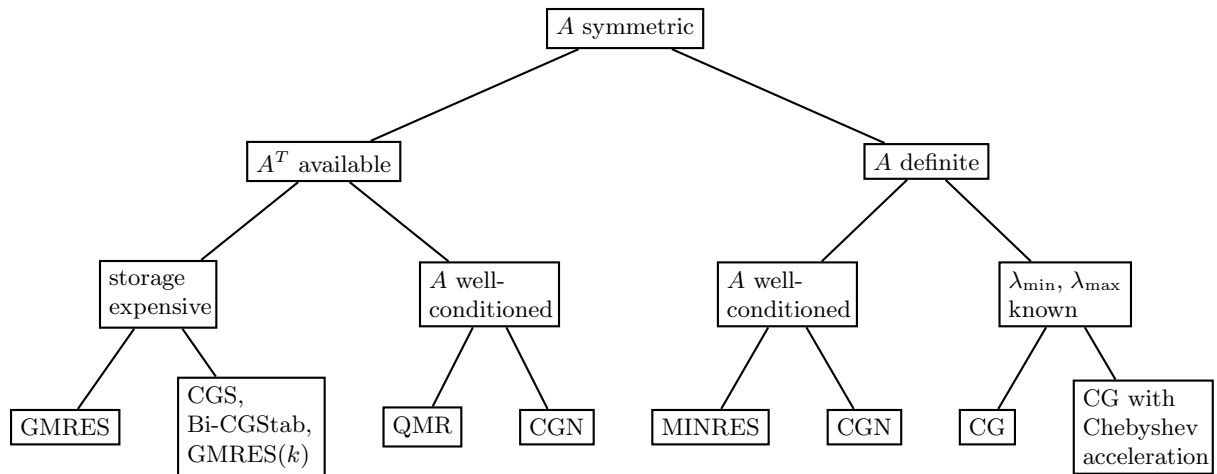 A symmetric
A^T available
A definite
storage
expensive
A well-
conditioned
A well-
conditioned
λ_min, λ_max
known
GMRES
CGS,
Bi-CGStab,
GMRES(k)
QMR
CGN
MINRES
CGN
CG
CG with
Chebyshev
acceleration